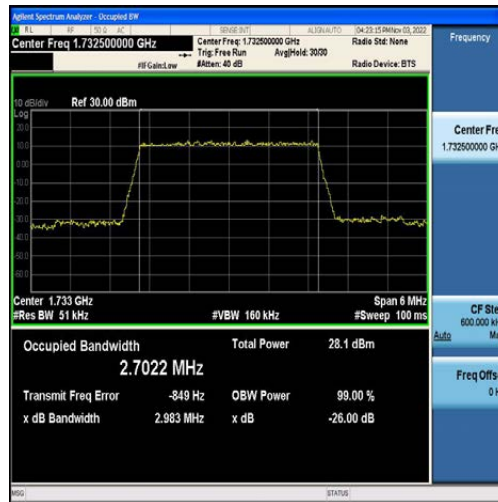 Agilent Spectrum Analyzer - Occupied BW
RL RF 50 Ω AC SENSE:INT ALIGNAUTO 04:23:15 PM Nov 03, 2022
Center Freq 1.732500000 GHz
Center Freq: 1.732500000 GHz
Radio Std: None
Trig: Free Run Avg|Hold: 30/30
#IFGain:Low #Atten: 40 dB Radio Device: BTS
Frequency
10 dB/div Ref 30.00 dBm
Log
20.0
10.0
0.00
-10.0
-20.0
-30.0
-40.0
-50.0
-60.0
Center Fre
1.732500000 GH
Center 1.733 GHz Span 6 MHz
#Res BW 51 kHz #VBW 160 kHz #Sweep 100 ms
CF Ste
600.000 kH
Auto Ma
Occupied Bandwidth Total Power 28.1 dBm
2.7022 MHz
Transmit Freq Error -849 Hz OBW Power 99.00 %
x dB Bandwidth 2.983 MHz x dB -26.00 dB
Freq Offs
0 H
MSG STATUS